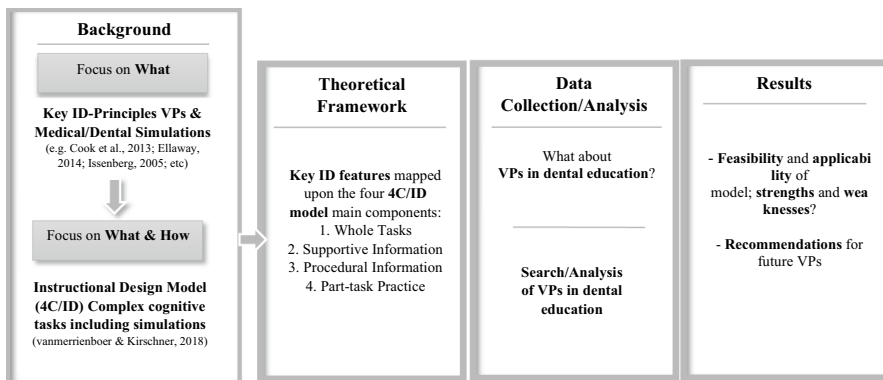 Background
Focus on What
Key ID-Principles VPs &
Medical/Dental Simulations
(e.g. Cook et al., 2013; Ellaway,
2014; Issenberg, 2005; etc)
Focus on What & How
Instructional Design Model
(4C/ID) Complex cognitive
tasks including simulations
(vanmerrienboer & Kirschner, 2018)
Theoretical
Framework
Key ID features mapped
upon the four 4C/ID
model main components:
1. Whole Tasks
2. Supportive Information
3. Procedural Information
4. Part-task Practice
Data
Collection/Analysis
What about
VPs in dental education?
Search/Analysis
of VPs in dental
education
Results
- Feasibility and applicabi
lity of
model; strengths and wea
knesses?
- Recommendations for
future VPs